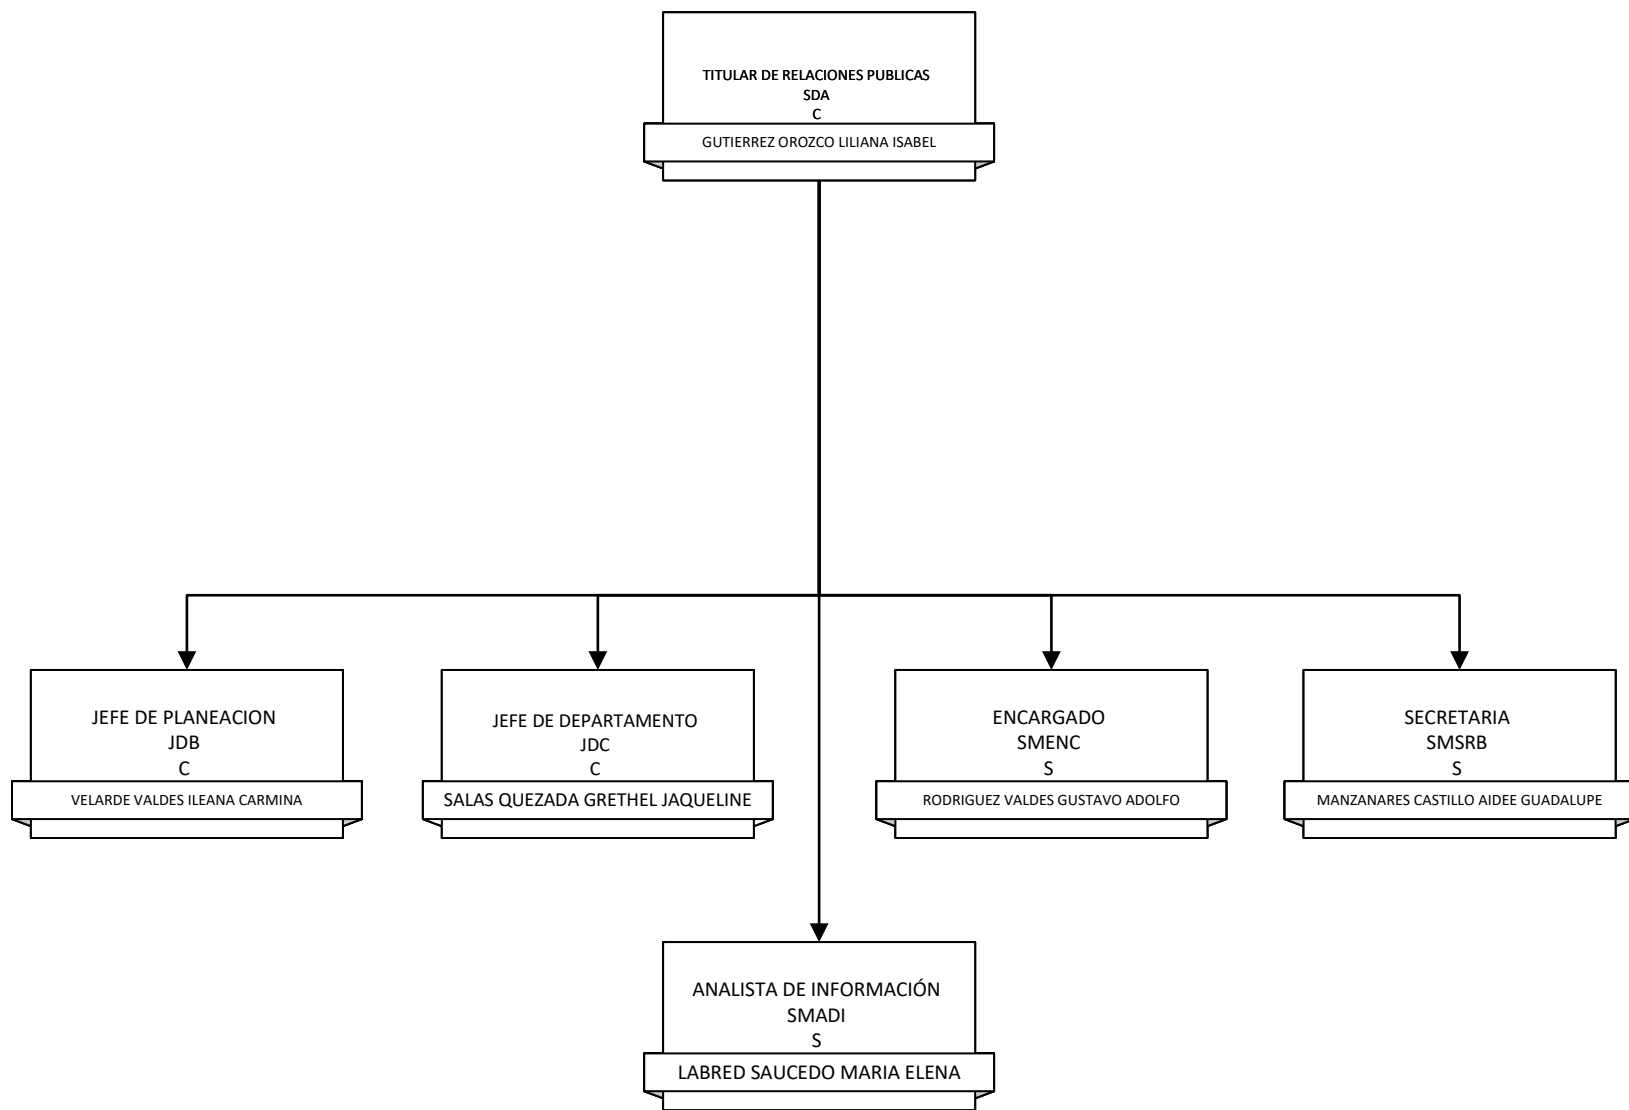 TITULAR DE RELACIONES PUBLICAS
SDA
C
GUTIERREZ OROZCO LILIANA ISABEL
JEFE DE PLANEACION
JDB
C
VELARDE VALDES ILEANA CARMINA
JEFE DE DEPARTAMENTO
JDC
C
SALAS QUEZADA GRETHEL JAQUELINE
ENCARGADO
SMENC
S
RODRIGUEZ VALDES GUSTAVO ADOLFO
SECRETARIA
SMSRB
S
MANZANARES CASTILLO AIDEE GUADALUPE
ANALISTA DE INFORMACIÓN
SMADI
S
LABRED SAUCEDO MARIA ELENA